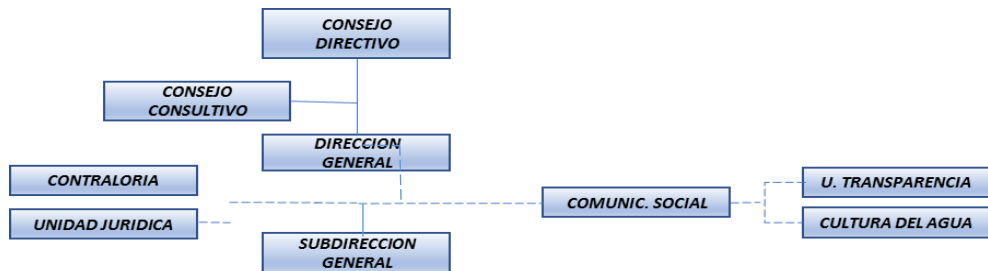 CONSEJO
DIRECTIVO
CONSEJO
CONSULTIVO
DIRECCION
GENERAL
CONTRALORIA
U. TRANSPARENCIA
COMUNIC. SOCIAL
UNIDAD JURIDICA
CULTURA DEL AGUA
SUBDIRECCION
GENERAL